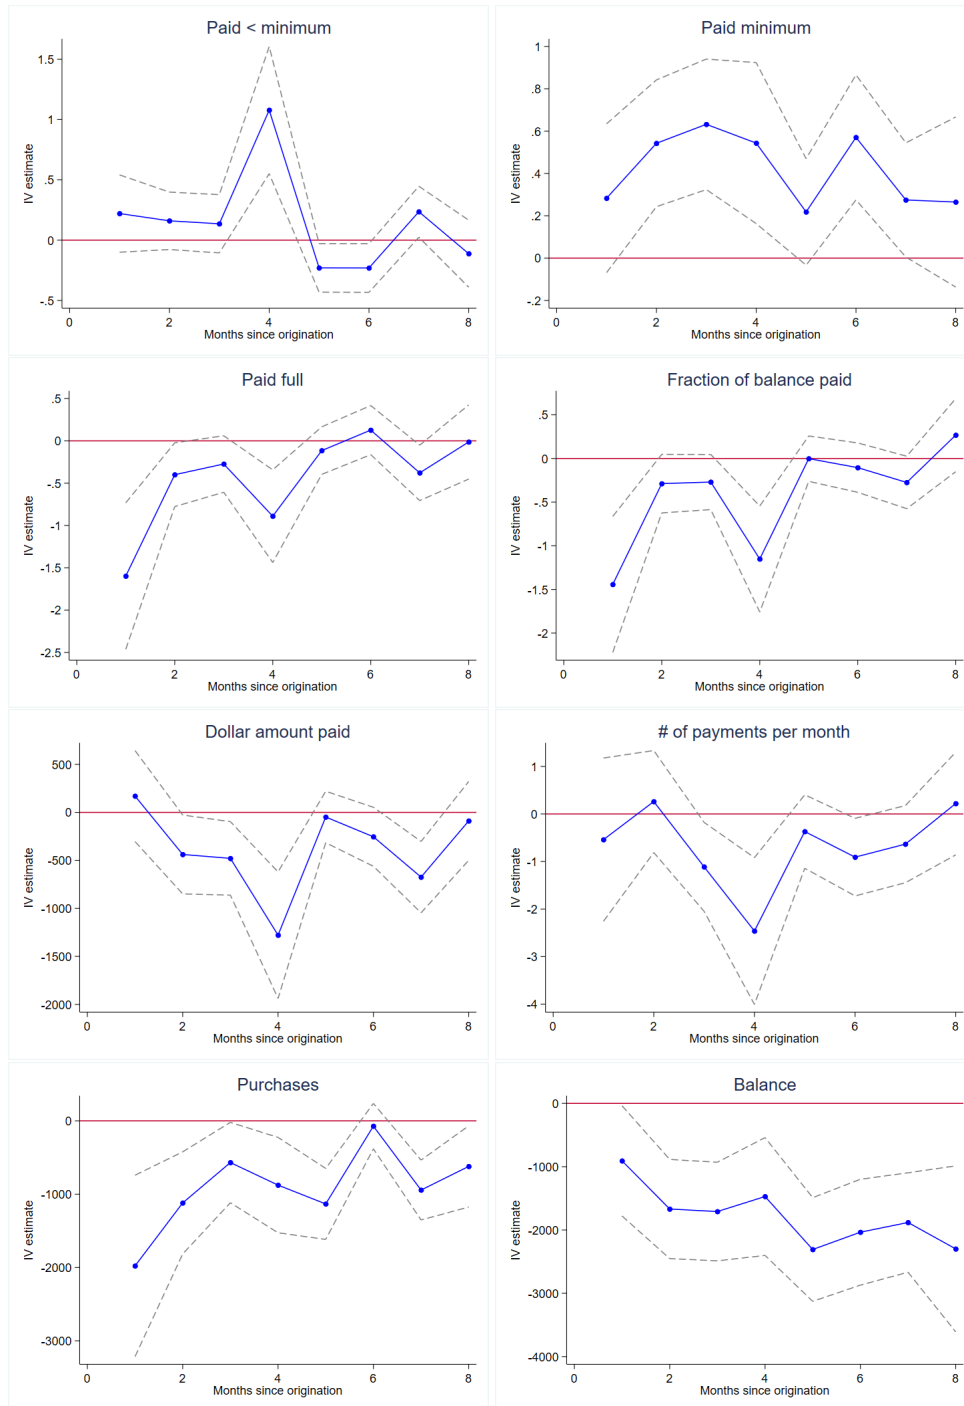 Paid < minimum
IV estimate
1.5
1
.5
0
-.5
0 2 4 6 8
Months since origination
Paid minimum
IV estimate
1
.8
.6
.4
.2
0
-.2
0 2 4 6 8
Months since origination
Paid full
IV estimate
.5
0
-.5
-1
-1.5
-2
-2.5
0 2 4 6 8
Months since origination
Fraction of balance paid
IV estimate
.5
0
-.5
-1
-1.5
-2
0 2 4 6 8
Months since origination
Dollar amount paid
IV estimate
500
0
-500
-1000
-1500
-2000
0 2 4 6 8
Months since origination
# of payments per month
IV estimate
1
0
-1
-2
-3
-4
0 2 4 6 8
Months since origination
Purchases
IV estimate
0
-1000
-2000
-3000
0 2 4 6 8
Months since origination
Balance
IV estimate
0
-1000
-2000
-3000
-4000
0 2 4 6 8
Months since origination